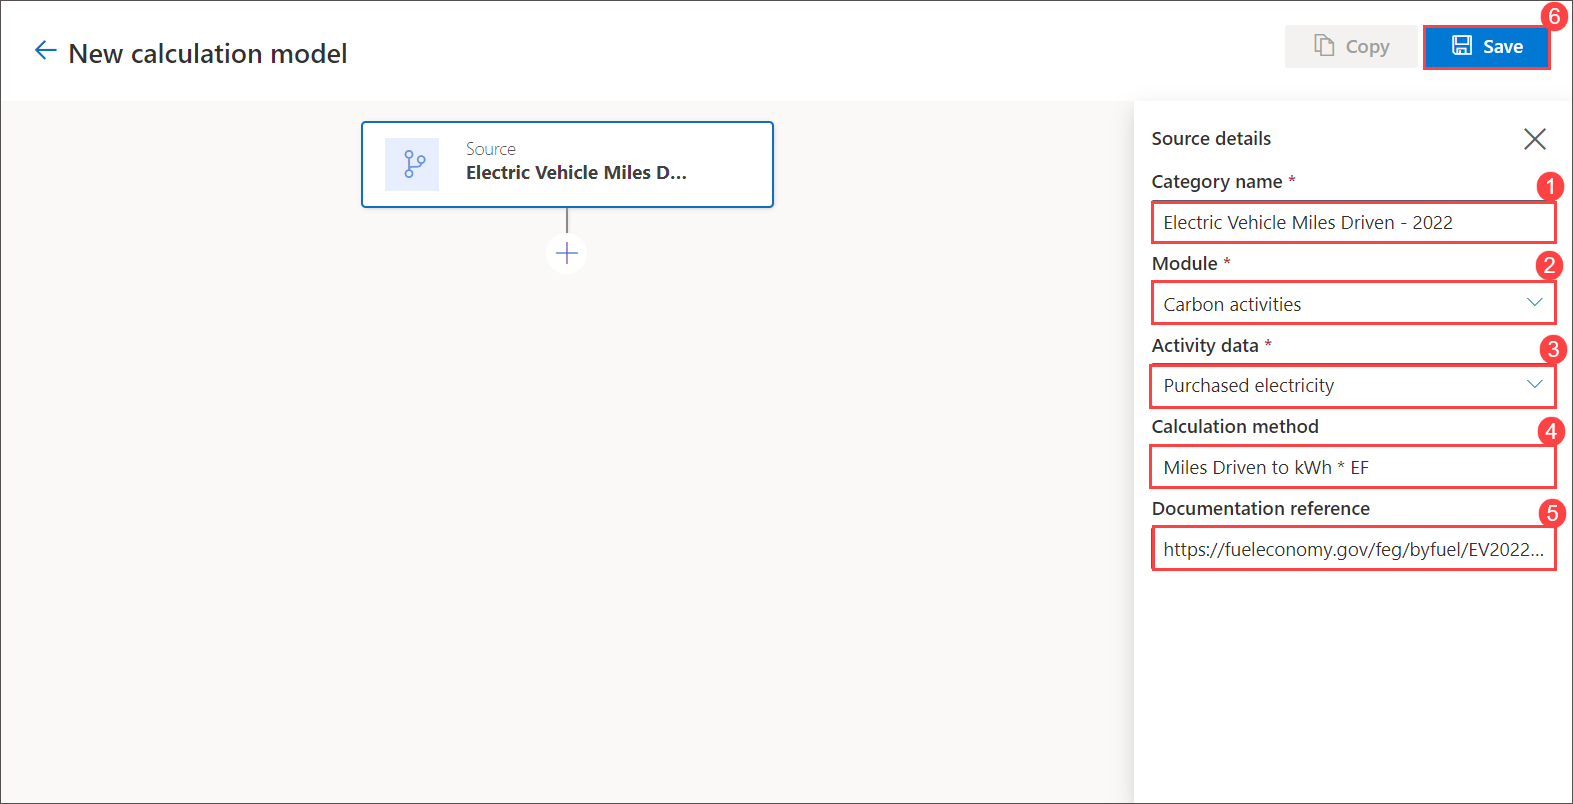 New calculation model
Copy
Save
6
Source
Electric Vehicle Miles D...
Source details
Category name *
1
Electric Vehicle Miles Driven - 2022
Module *
2
Carbon activities
Activity data *
3
Purchased electricity
Calculation method
4
Miles Driven to kWh * EF
Documentation reference
5
https://fueleconomy.gov/feg/byfuel/EV2022...